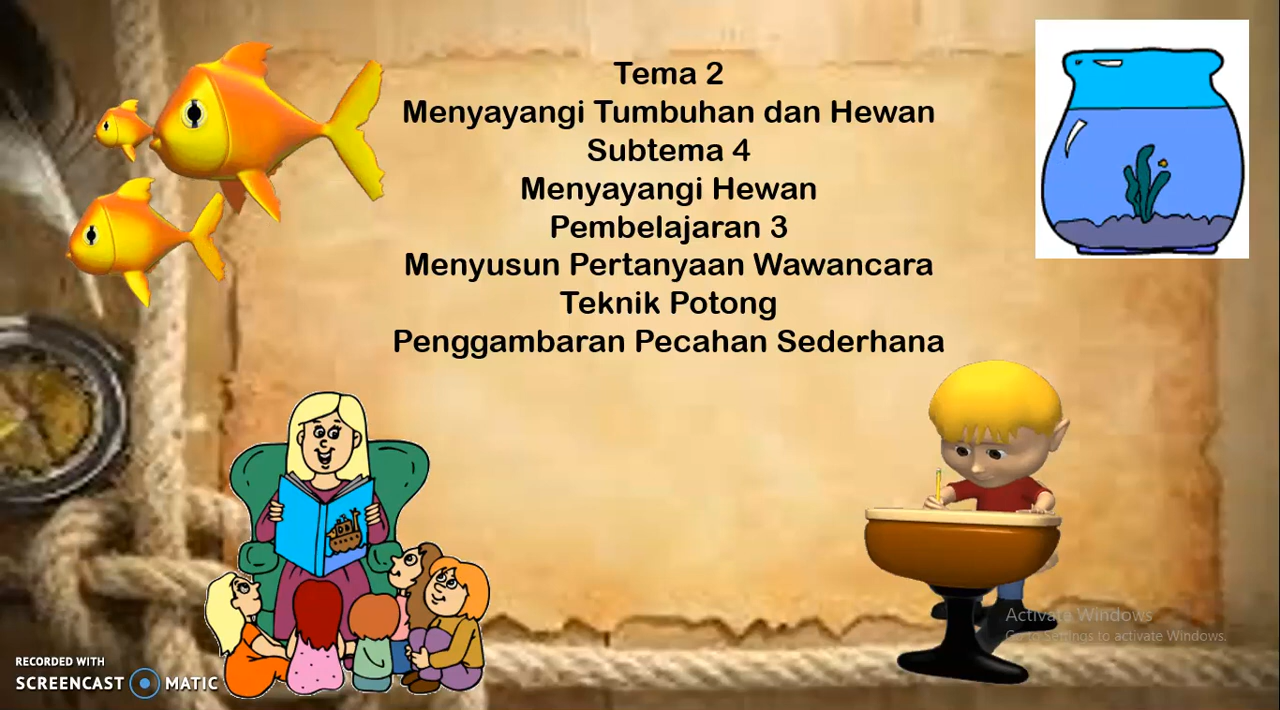 Tema 2
Menyayangi Tumbuhan dan Hewan
Subtema 4
Menyayangi Hewan
Pembelajaran 3
Menyusun Pertanyaan Wawancara
Teknik Potong
Penggambaran Pecahan Sederhana
Activate Windows
Go to Settings to activate Windows.
RECORDED WITH
SCREENCAST MATIC